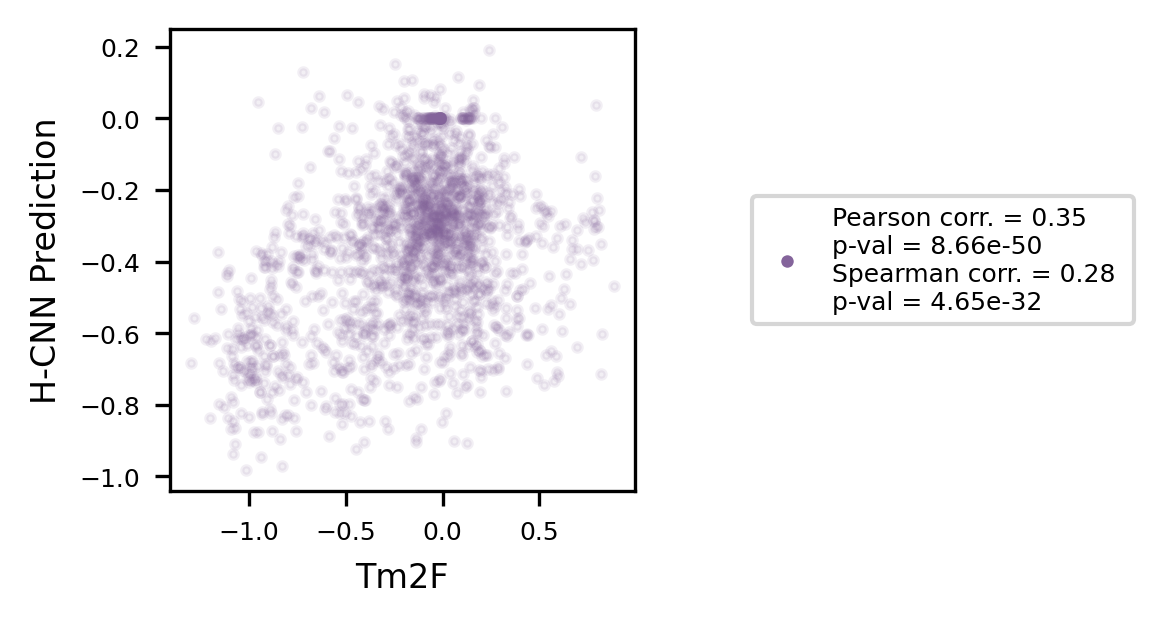 H-CNN Prediction
0.2
0.0
−0.2
−0.4
−0.6
−0.8
−1.0
−1.0
−0.5
0.0
0.5
Tm2F
Pearson corr. = 0.35
p-val = 8.66e-50
Spearman corr. = 0.28
p-val = 4.65e-32